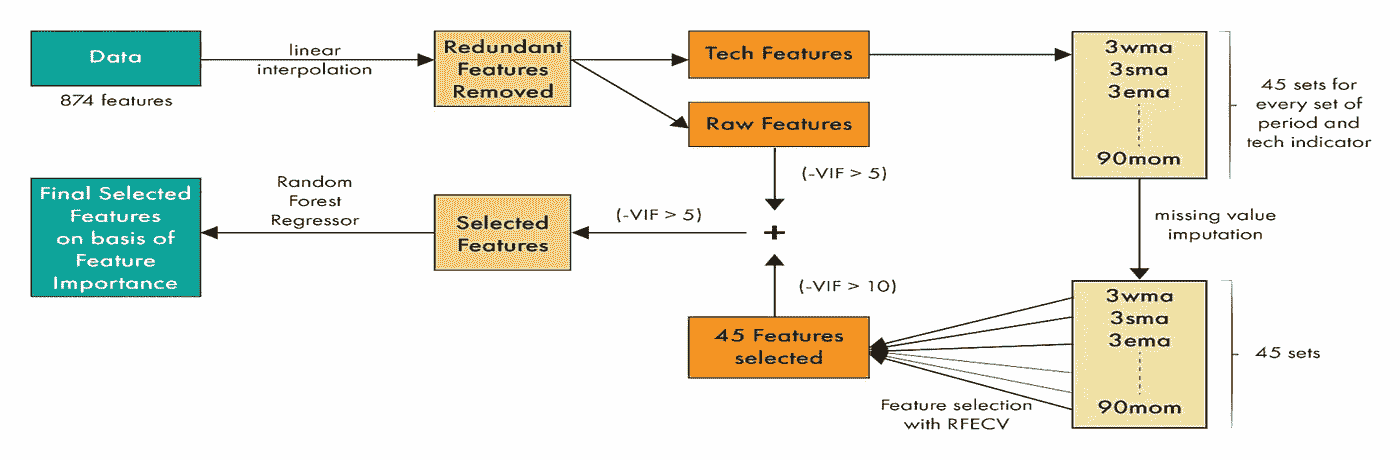 Data
874 features
linear
interpolation
Redundant
Features
Removed
Tech Features
Raw Features
3wma
3sma
3ema
90mom
45 sets for
every set of
period and
tech indicator
(-VIF > 5)
missing value
imputation
Final Selected
Features
on basis of
Feature
Importance
Random
Forest
Regressor
Selected
Features
(-VIF > 5)
+
(-VIF > 10)
45 Features
selected
3wma
3sma
3ema
90mom
45 sets
Feature selection
with RFECV